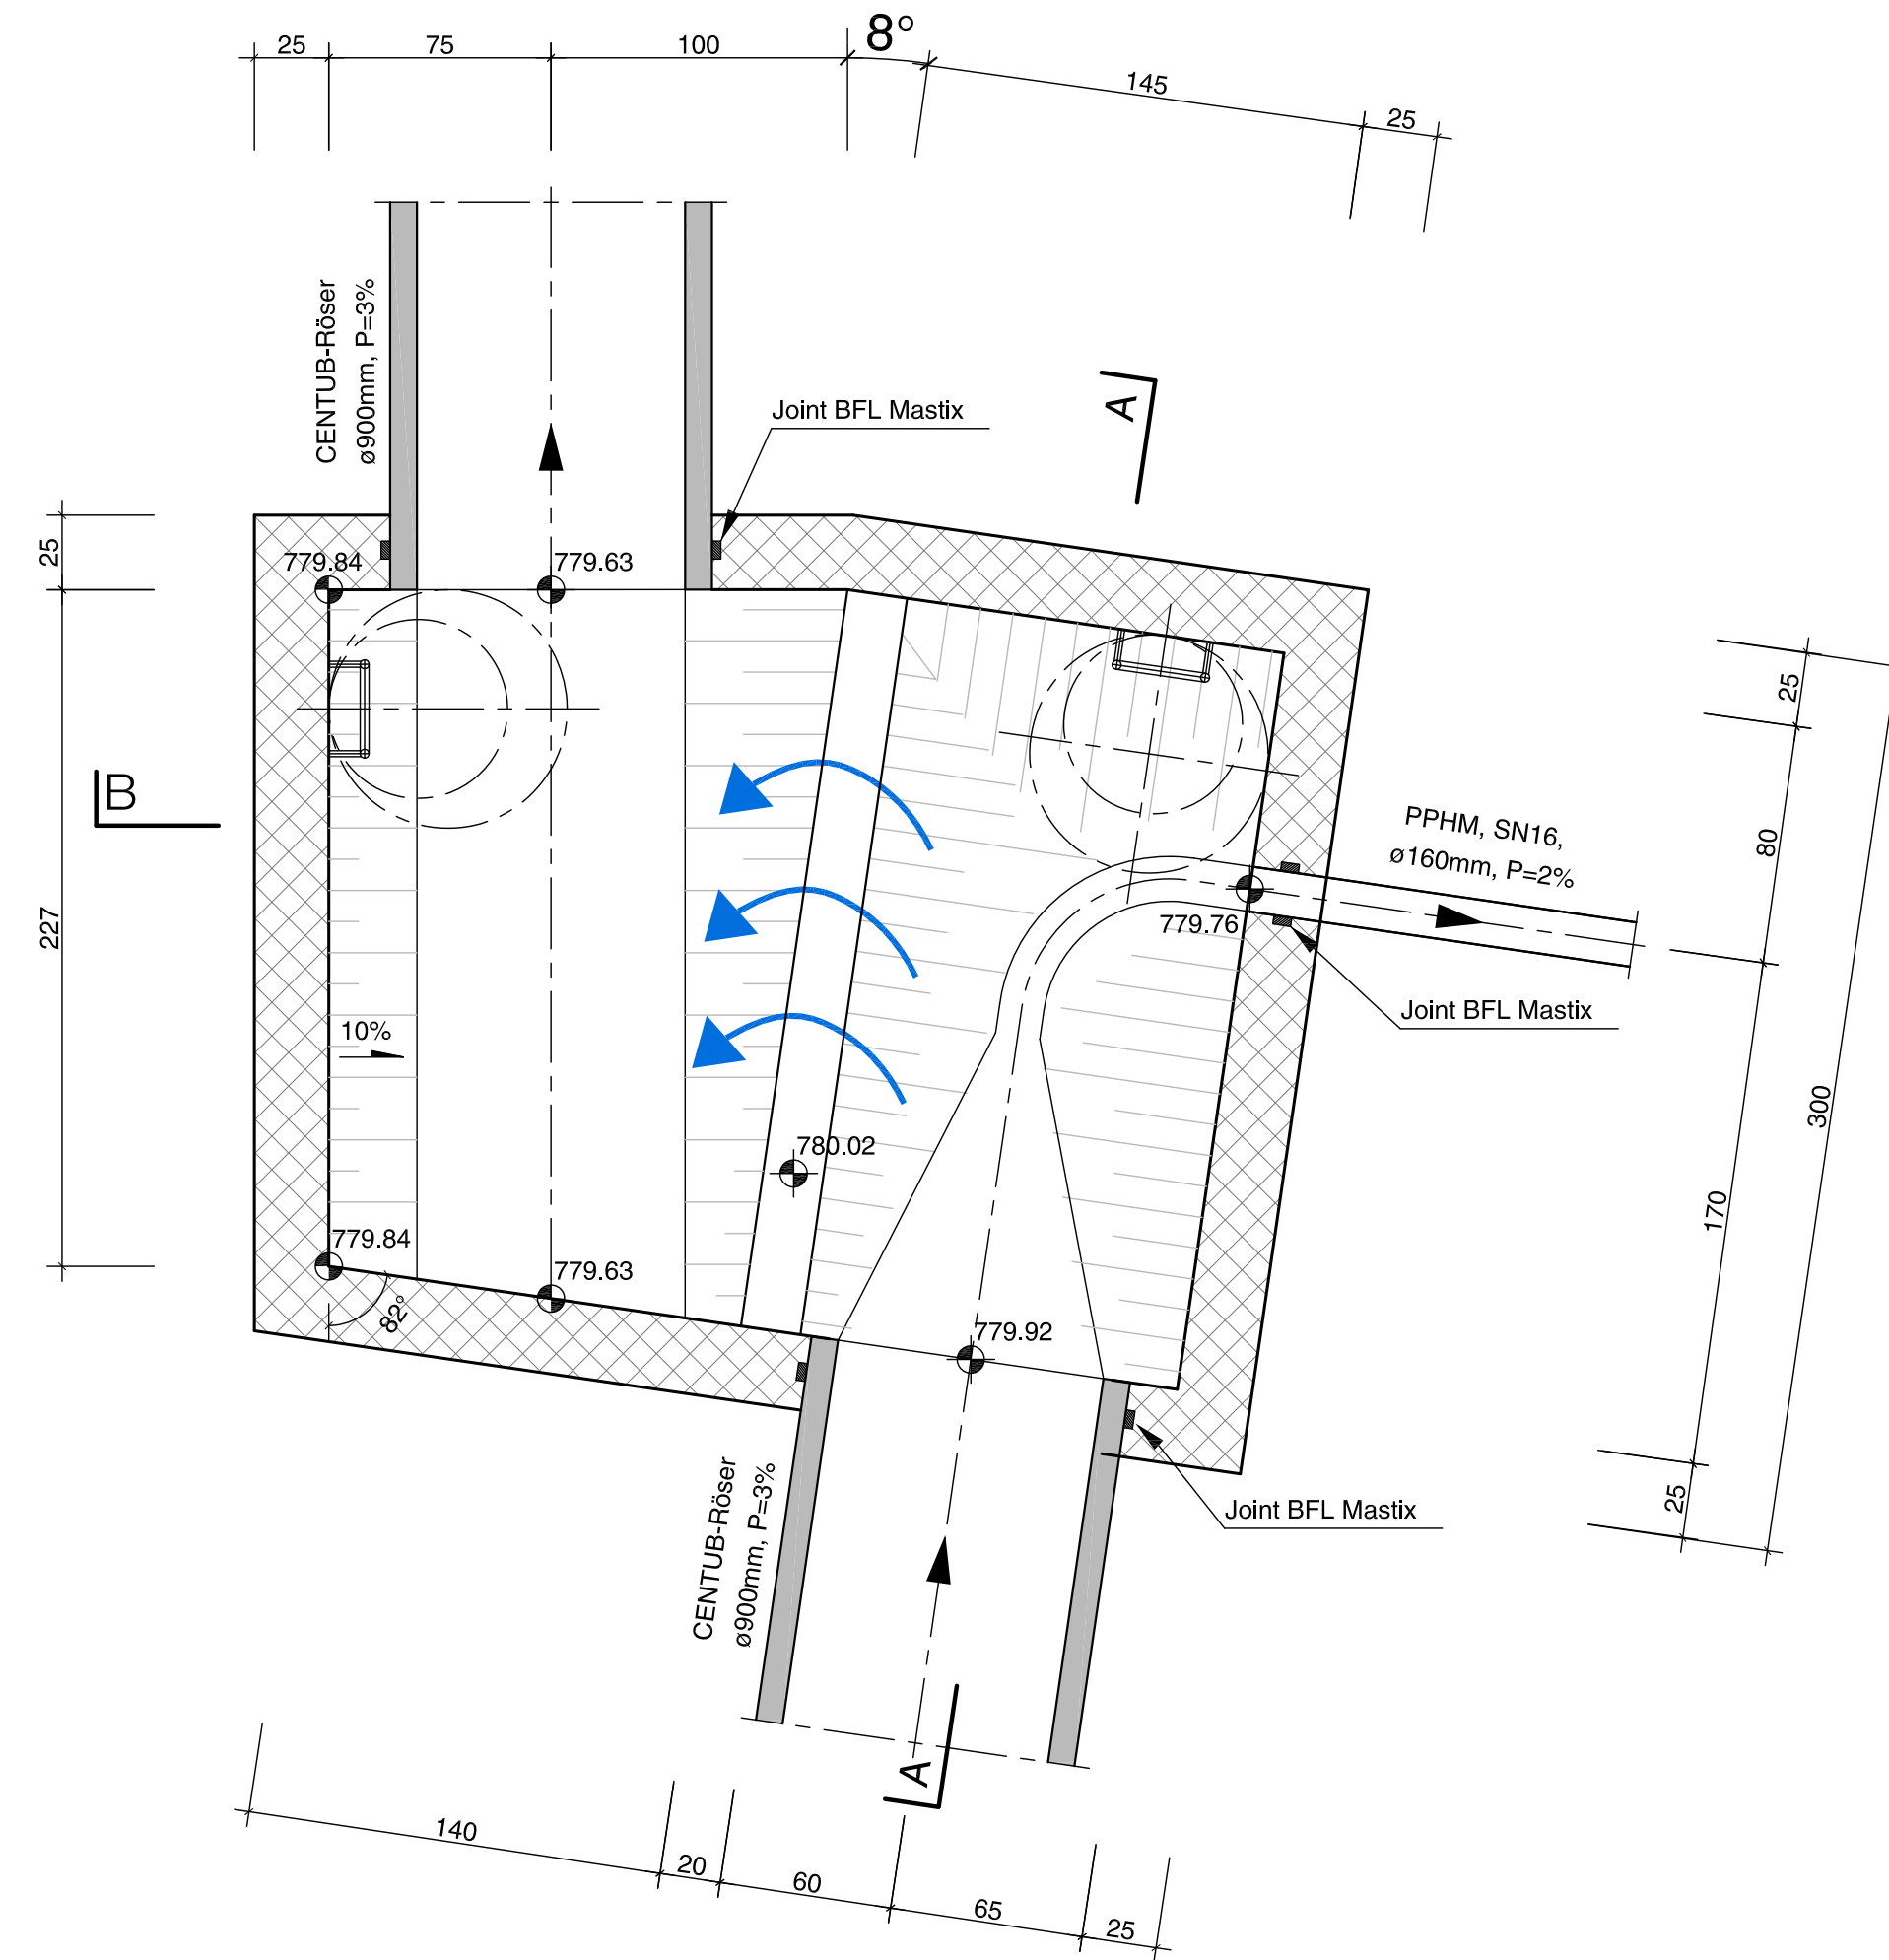 25
75
100
8°
145
25
CENTUB-Röser
ø900mm, P=3%
Joint BFL Mastix
A
25
779.84
779.63
25
B
PPHM, SN16,
ø160mm, P=2%
80
227
779.76
Joint BFL Mastix
10%
300
780.02
170
779.84
779.63
82°
779.92
CENTUB-Röser
ø900mm, P=3%
Joint BFL Mastix
25
A
140
20
60
65
25